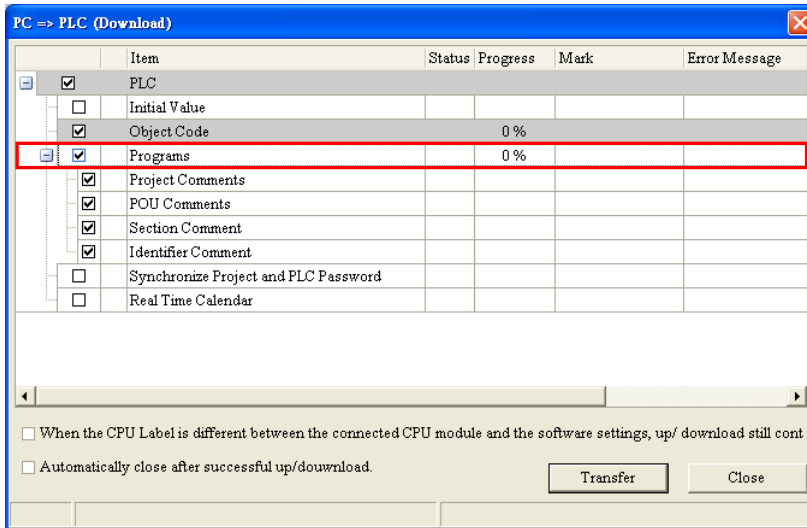 PC => PLC (Download)
Item Status Progress Mark Error Message
PLC
Initial Value
Object Code 0 %
Programs 0 %
Project Comments
POU Comments
Section Comment
Identifier Comment
Synchronize Project and PLC Password
Real Time Calendar
When the CPU Label is different between the connected CPU module and the software settings, up/ download still cont
Automatically close after successful up/douwnload.
Transfer Close